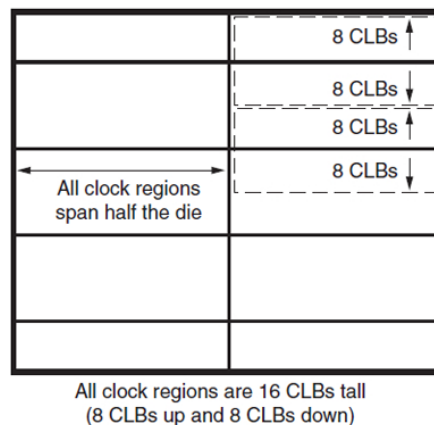 8 CLBs
8 CLBs
8 CLBs
8 CLBs
All clock regions
span half the die
All clock regions are 16 CLBs tall
(8 CLBs up and 8 CLBs down)